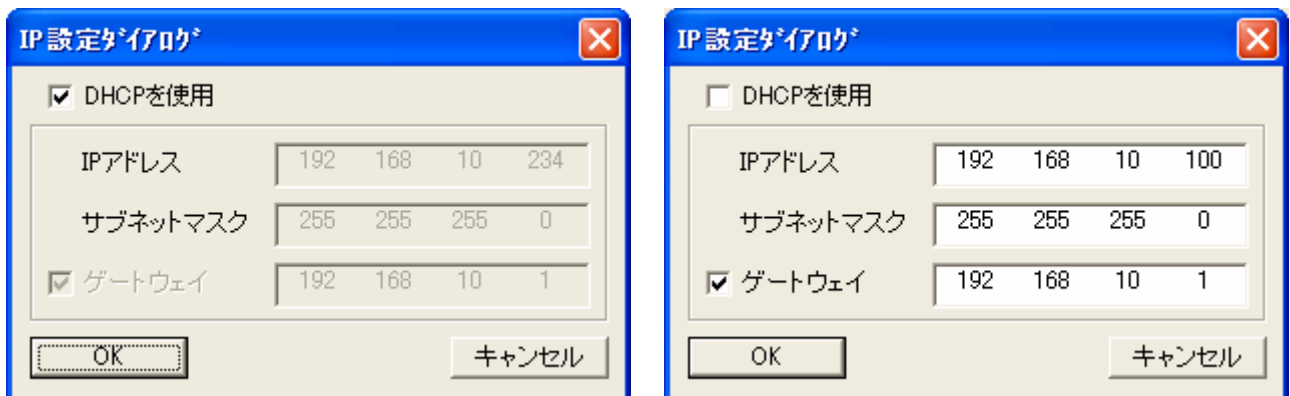 IP 設定ﾀﾞｲｱﾛｸﾞ
DHCPを使用
IPアドレス 192 168 10 234
サブネットマスク 255 255 255 0
ゲートウェイ 192 168 10 1
OK キャンセル
IP 設定ﾀﾞｲｱﾛｸﾞ
DHCPを使用
IPアドレス 192 168 10 100
サブネットマスク 255 255 255 0
ゲートウェイ 192 168 10 1
OK キャンセル